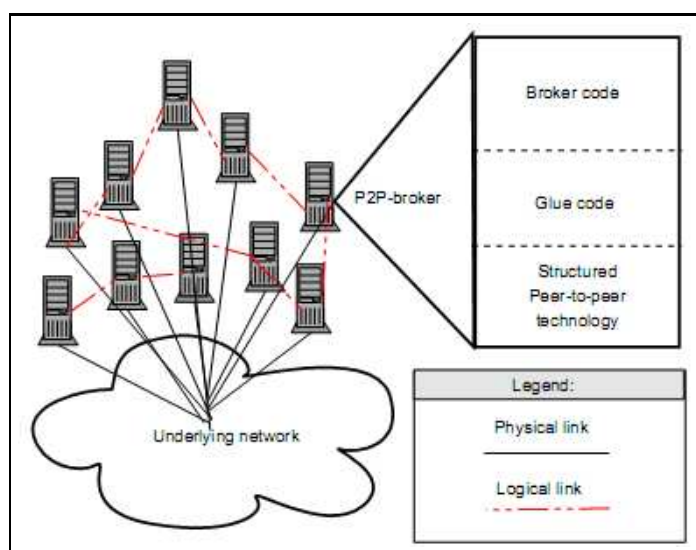 P2P-broker
Broker code
Glue code
Structured
Peer-to-peer
technology
Underlying network
Legend:
Physical link
Logical link